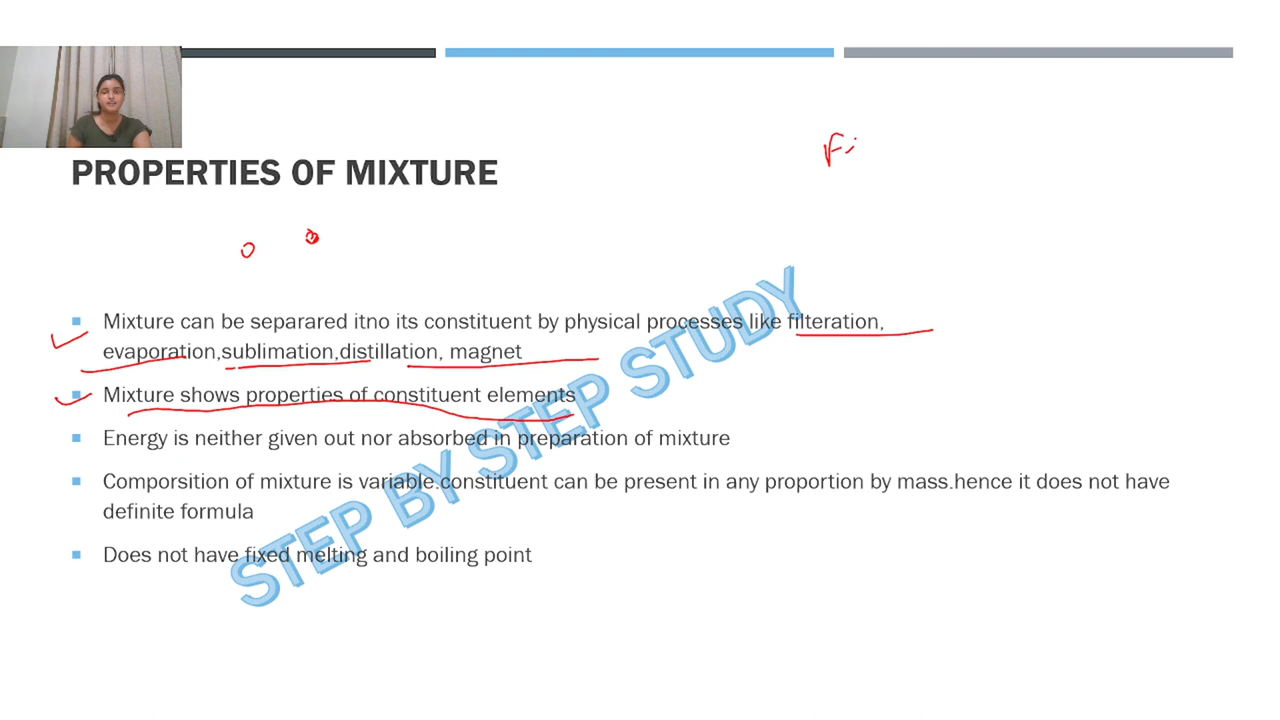 PROPERTIES OF MIXTURE
Fi
Mixture can be separared itno its constituent by physical processes like filteration,
evaporation,sublimation,distillation, magnet
Mixture shows properties of constituent elements
Energy is neither given out nor absorbed in preparation of mixture
Comporsition of mixture is variable.constituent can be present in any proportion by mass.hence it does not have
definite formula
Does not have fixed melting and boiling point
STEP BY STEP STUDY